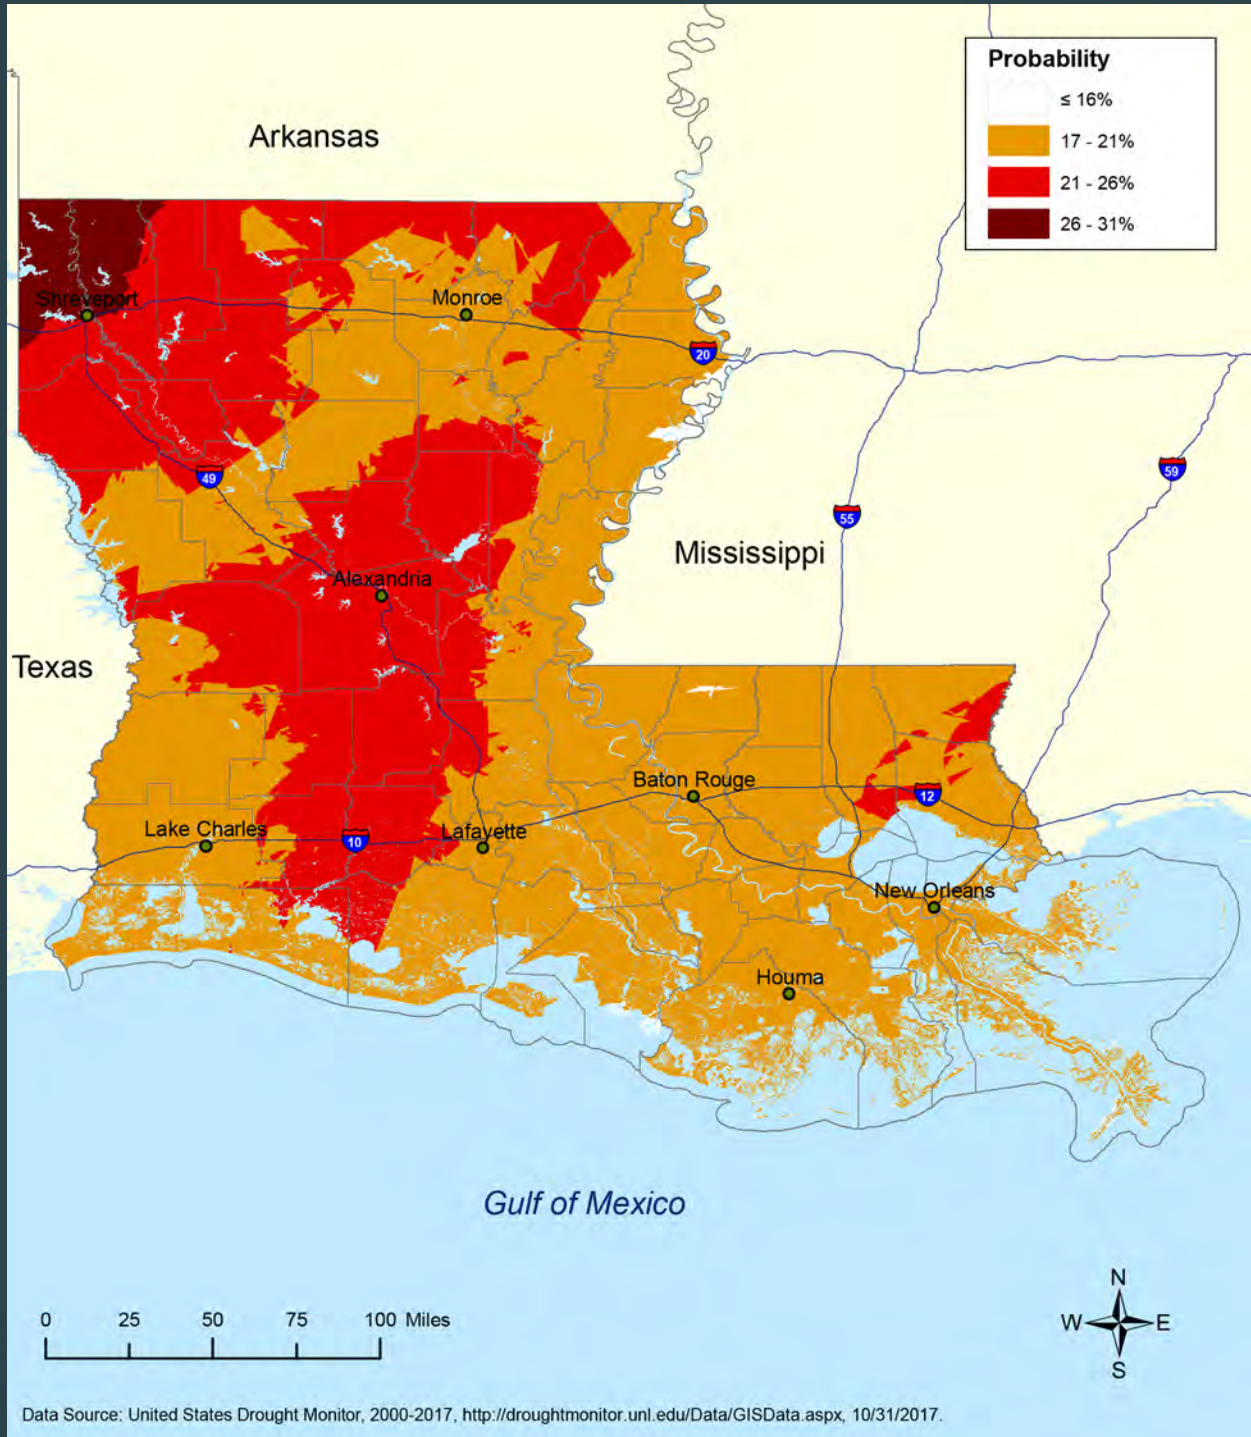 Probability
≤ 16%
17 - 21%
21 - 26%
26 - 31%
Arkansas
Shreveport
Monroe
20
49
59
55
Mississippi
Alexandria
Texas
Baton Rouge
12
Lake Charles
10
Lafayette
New Orleans
Houma
Gulf of Mexico
N
W E
S
0 25 50 75 100 Miles
Data Source: United States Drought Monitor, 2000-2017, http://droughtmonitor.unl.edu/Data/GISData.aspx, 10/31/2017.